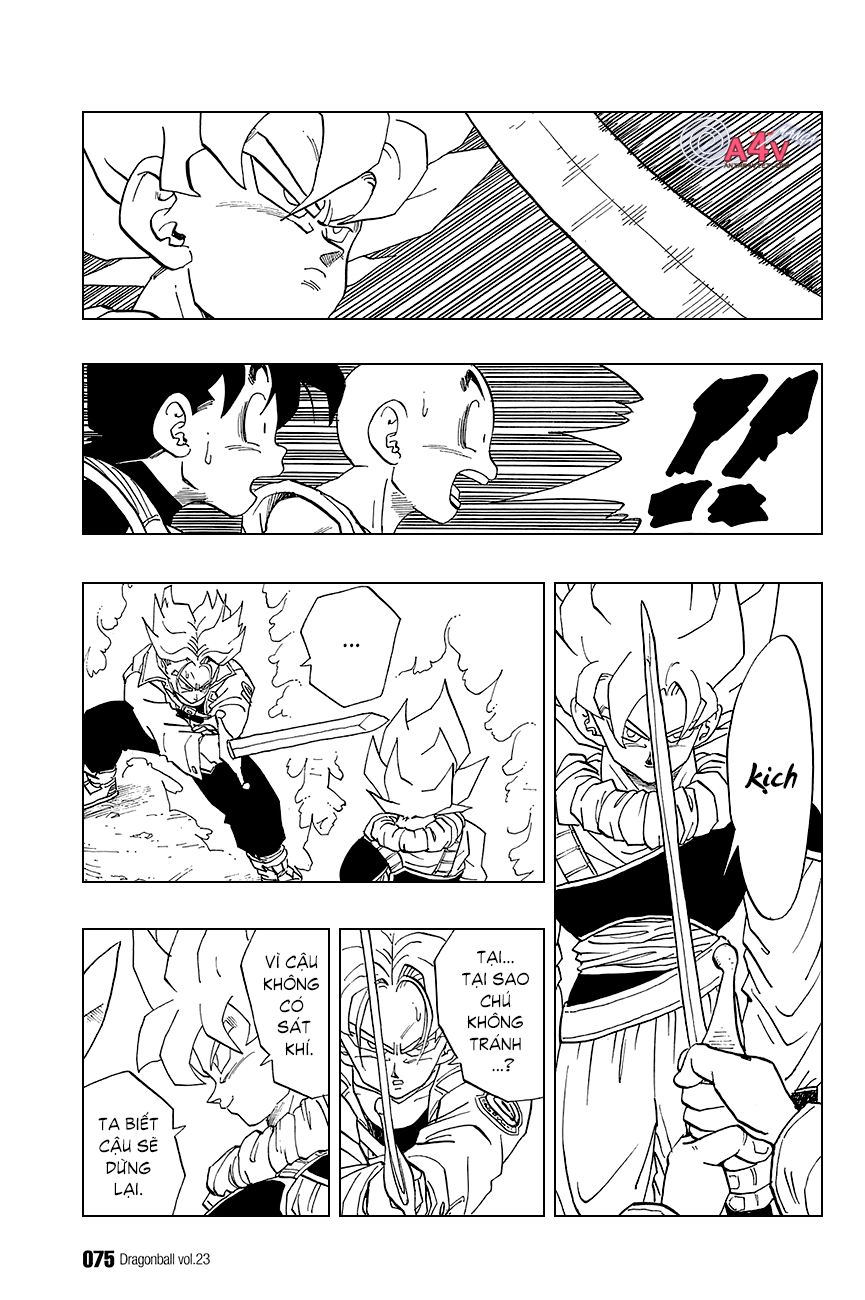 A4V
!!
kịch
...
TẠI...
TẠI SAO
CHÚ
KHÔNG
TRÁNH
...?
VÌ CẬU
KHÔNG
CÓ
SÁT
KHÍ.
TA BIẾT
CẬU SẼ
DỪNG
LẠI.
075 Dragonball vol.23